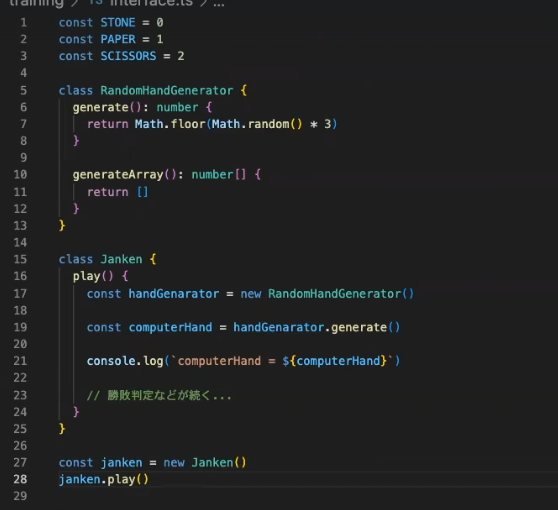 training > TS interface.ts > ...
1 const STONE = 0
2 const PAPER = 1
3 const SCISSORS = 2
4
5 class RandomHandGenerator {
6   generate(): number {
7     return Math.floor(Math.random() * 3)
8   }
9
10   generateArray(): number[] {
11     return []
12   }
13 }
14
15 class Janken {
16   play() {
17     const handGenarator = new RandomHandGenerator()
18
19     const computerHand = handGenarator.generate()
20
21     console.log(`computerHand = ${computerHand}`)
22
23     // 勝敗判定などが続く...
24   }
25 }
26
27 const janken = new Janken()
28 janken.play()
29